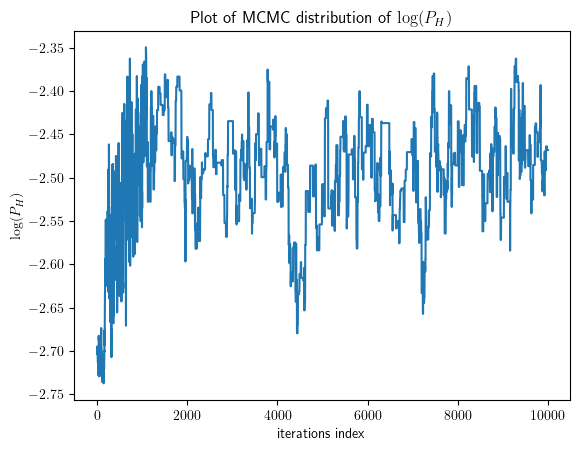 Plot of MCMC distribution of log(P_H)
−2.35
−2.40
−2.45
−2.50
−2.55
−2.60
−2.65
−2.70
−2.75
log(P_H)
0 2000 4000 6000 8000 10000
iterations index